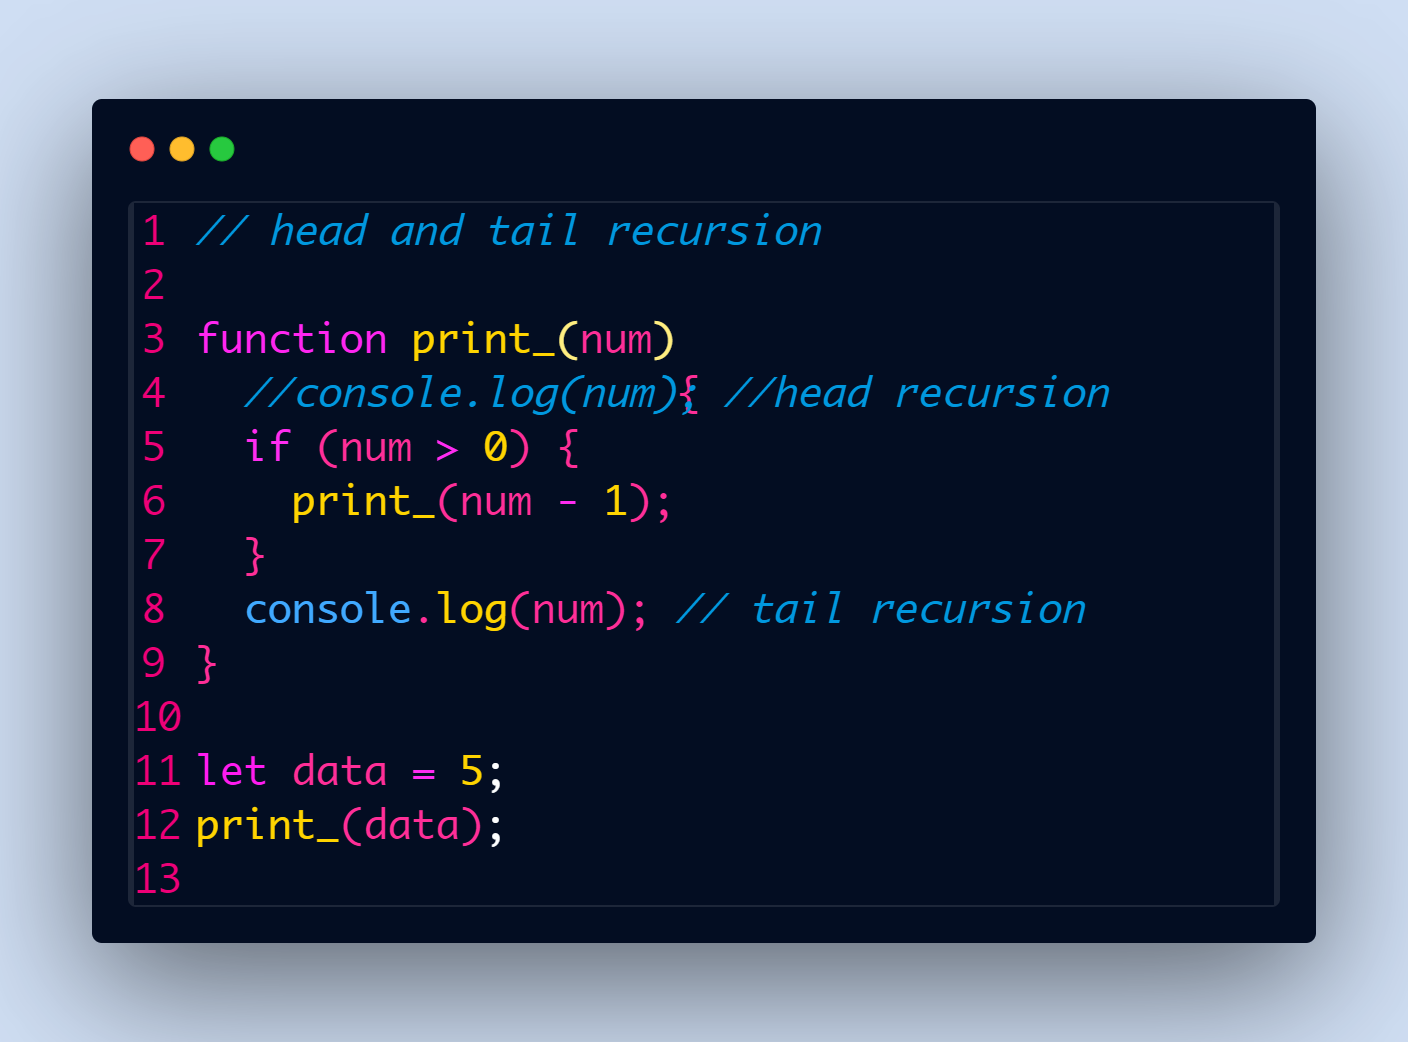 1 // head and tail recursion
2
3 function print_(num)
4   //console.log(num);{ //head recursion
5   if (num > 0) {
6     print_(num - 1);
7   }
8   console.log(num); // tail recursion
9 }
10
11 let data = 5;
12 print_(data);
13